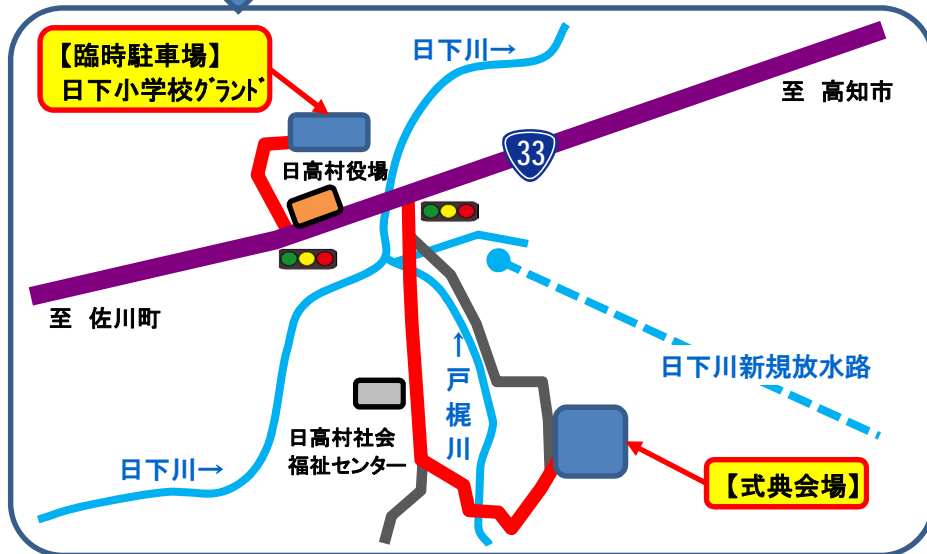 【臨時駐車場】
日下小学校グランド
日下川→
至 高知市
33
日高村役場
至 佐川町
日下川新規放水路
↑戸梶川
日高村社会
福祉センター
日下川→
【式典会場】